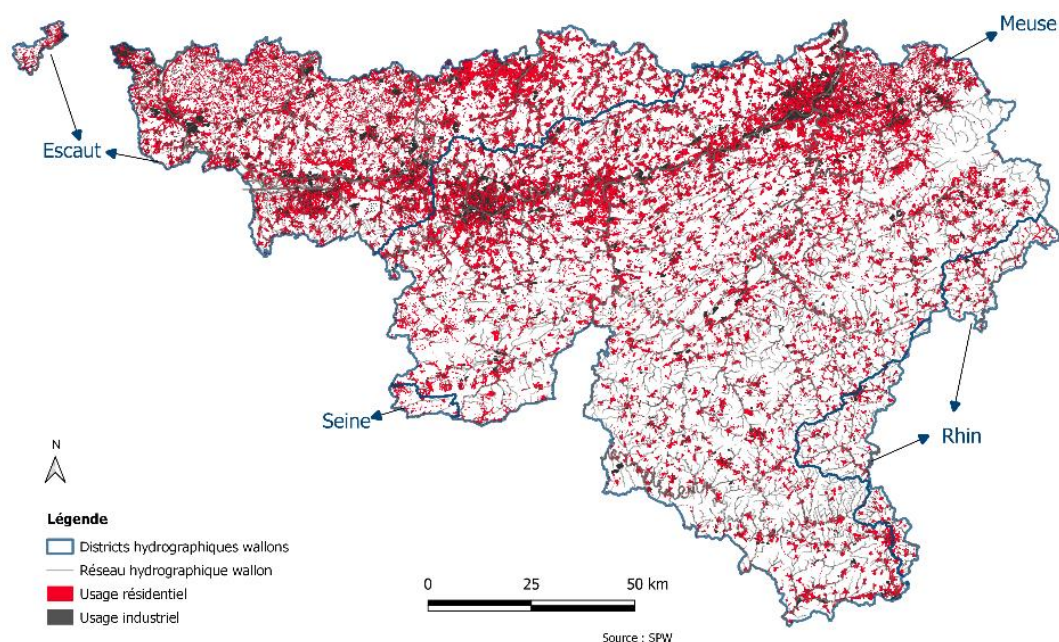 Meuse
Escaut
Seine
Rhin
N
Légende
Districts hydrographiques wallons
Réseau hydrographique wallon
Usage résidentiel
Usage industriel
0 25 50 km
Source : SPW